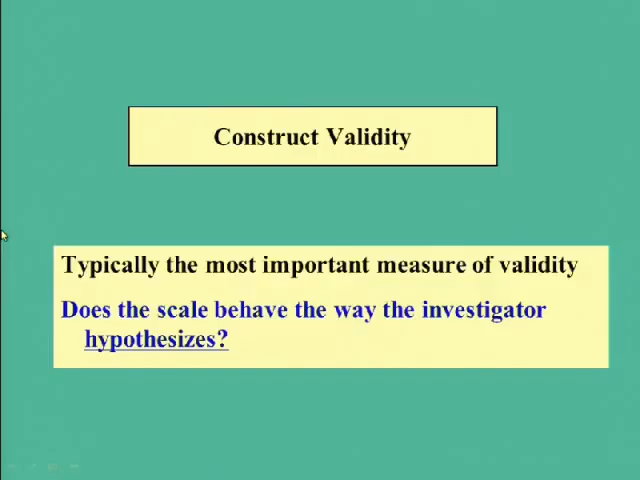 Construct Validity
Typically the most important measure of validity
Does the scale behave the way the investigator
hypothesizes?